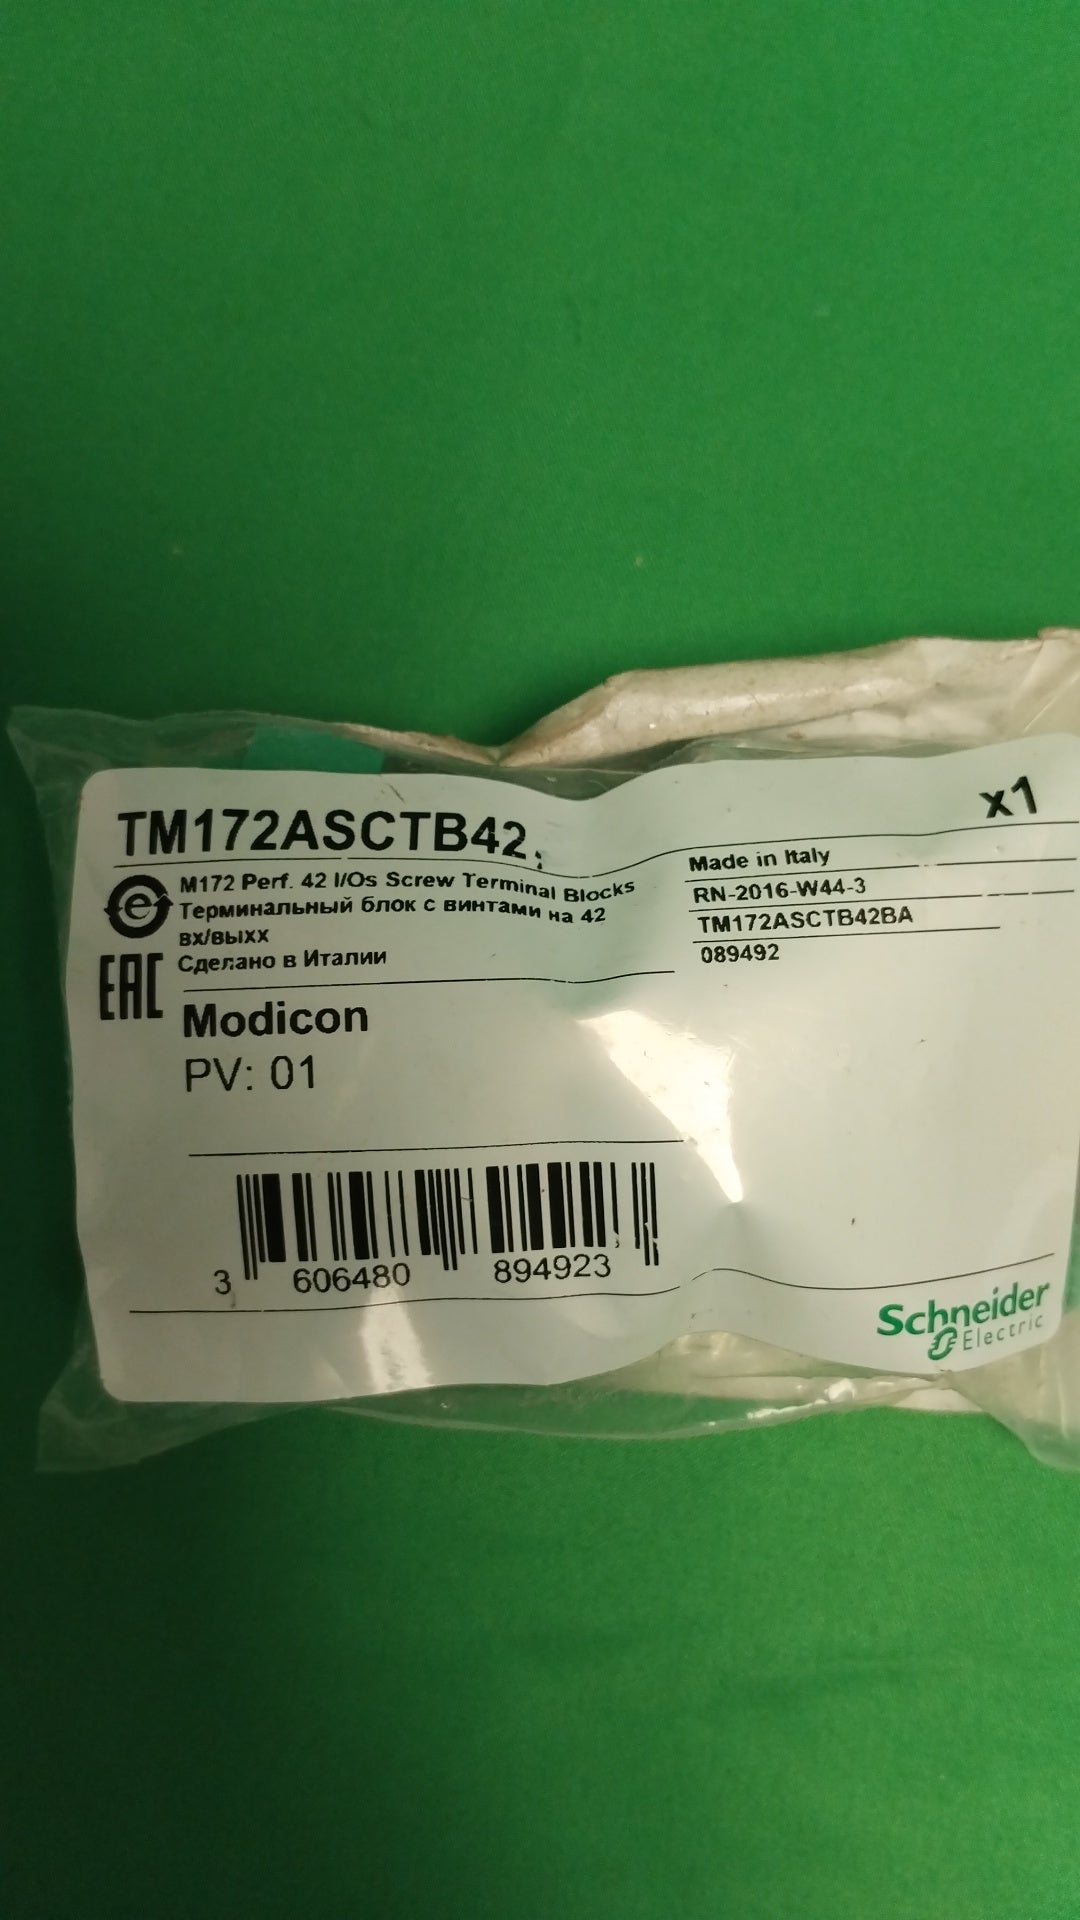 TM172ASCTB42
x1
M172 Perf. 42 I/Os Screw Terminal Blocks
Терминальный блок с винтами на 42
вх/выхх
Сделано в Италии
Made in Italy
RN-2016-W44-3
TM172ASCTB42BA
089492
EAC
Modicon
PV: 01
3 606480 894923
Schneider
Electric